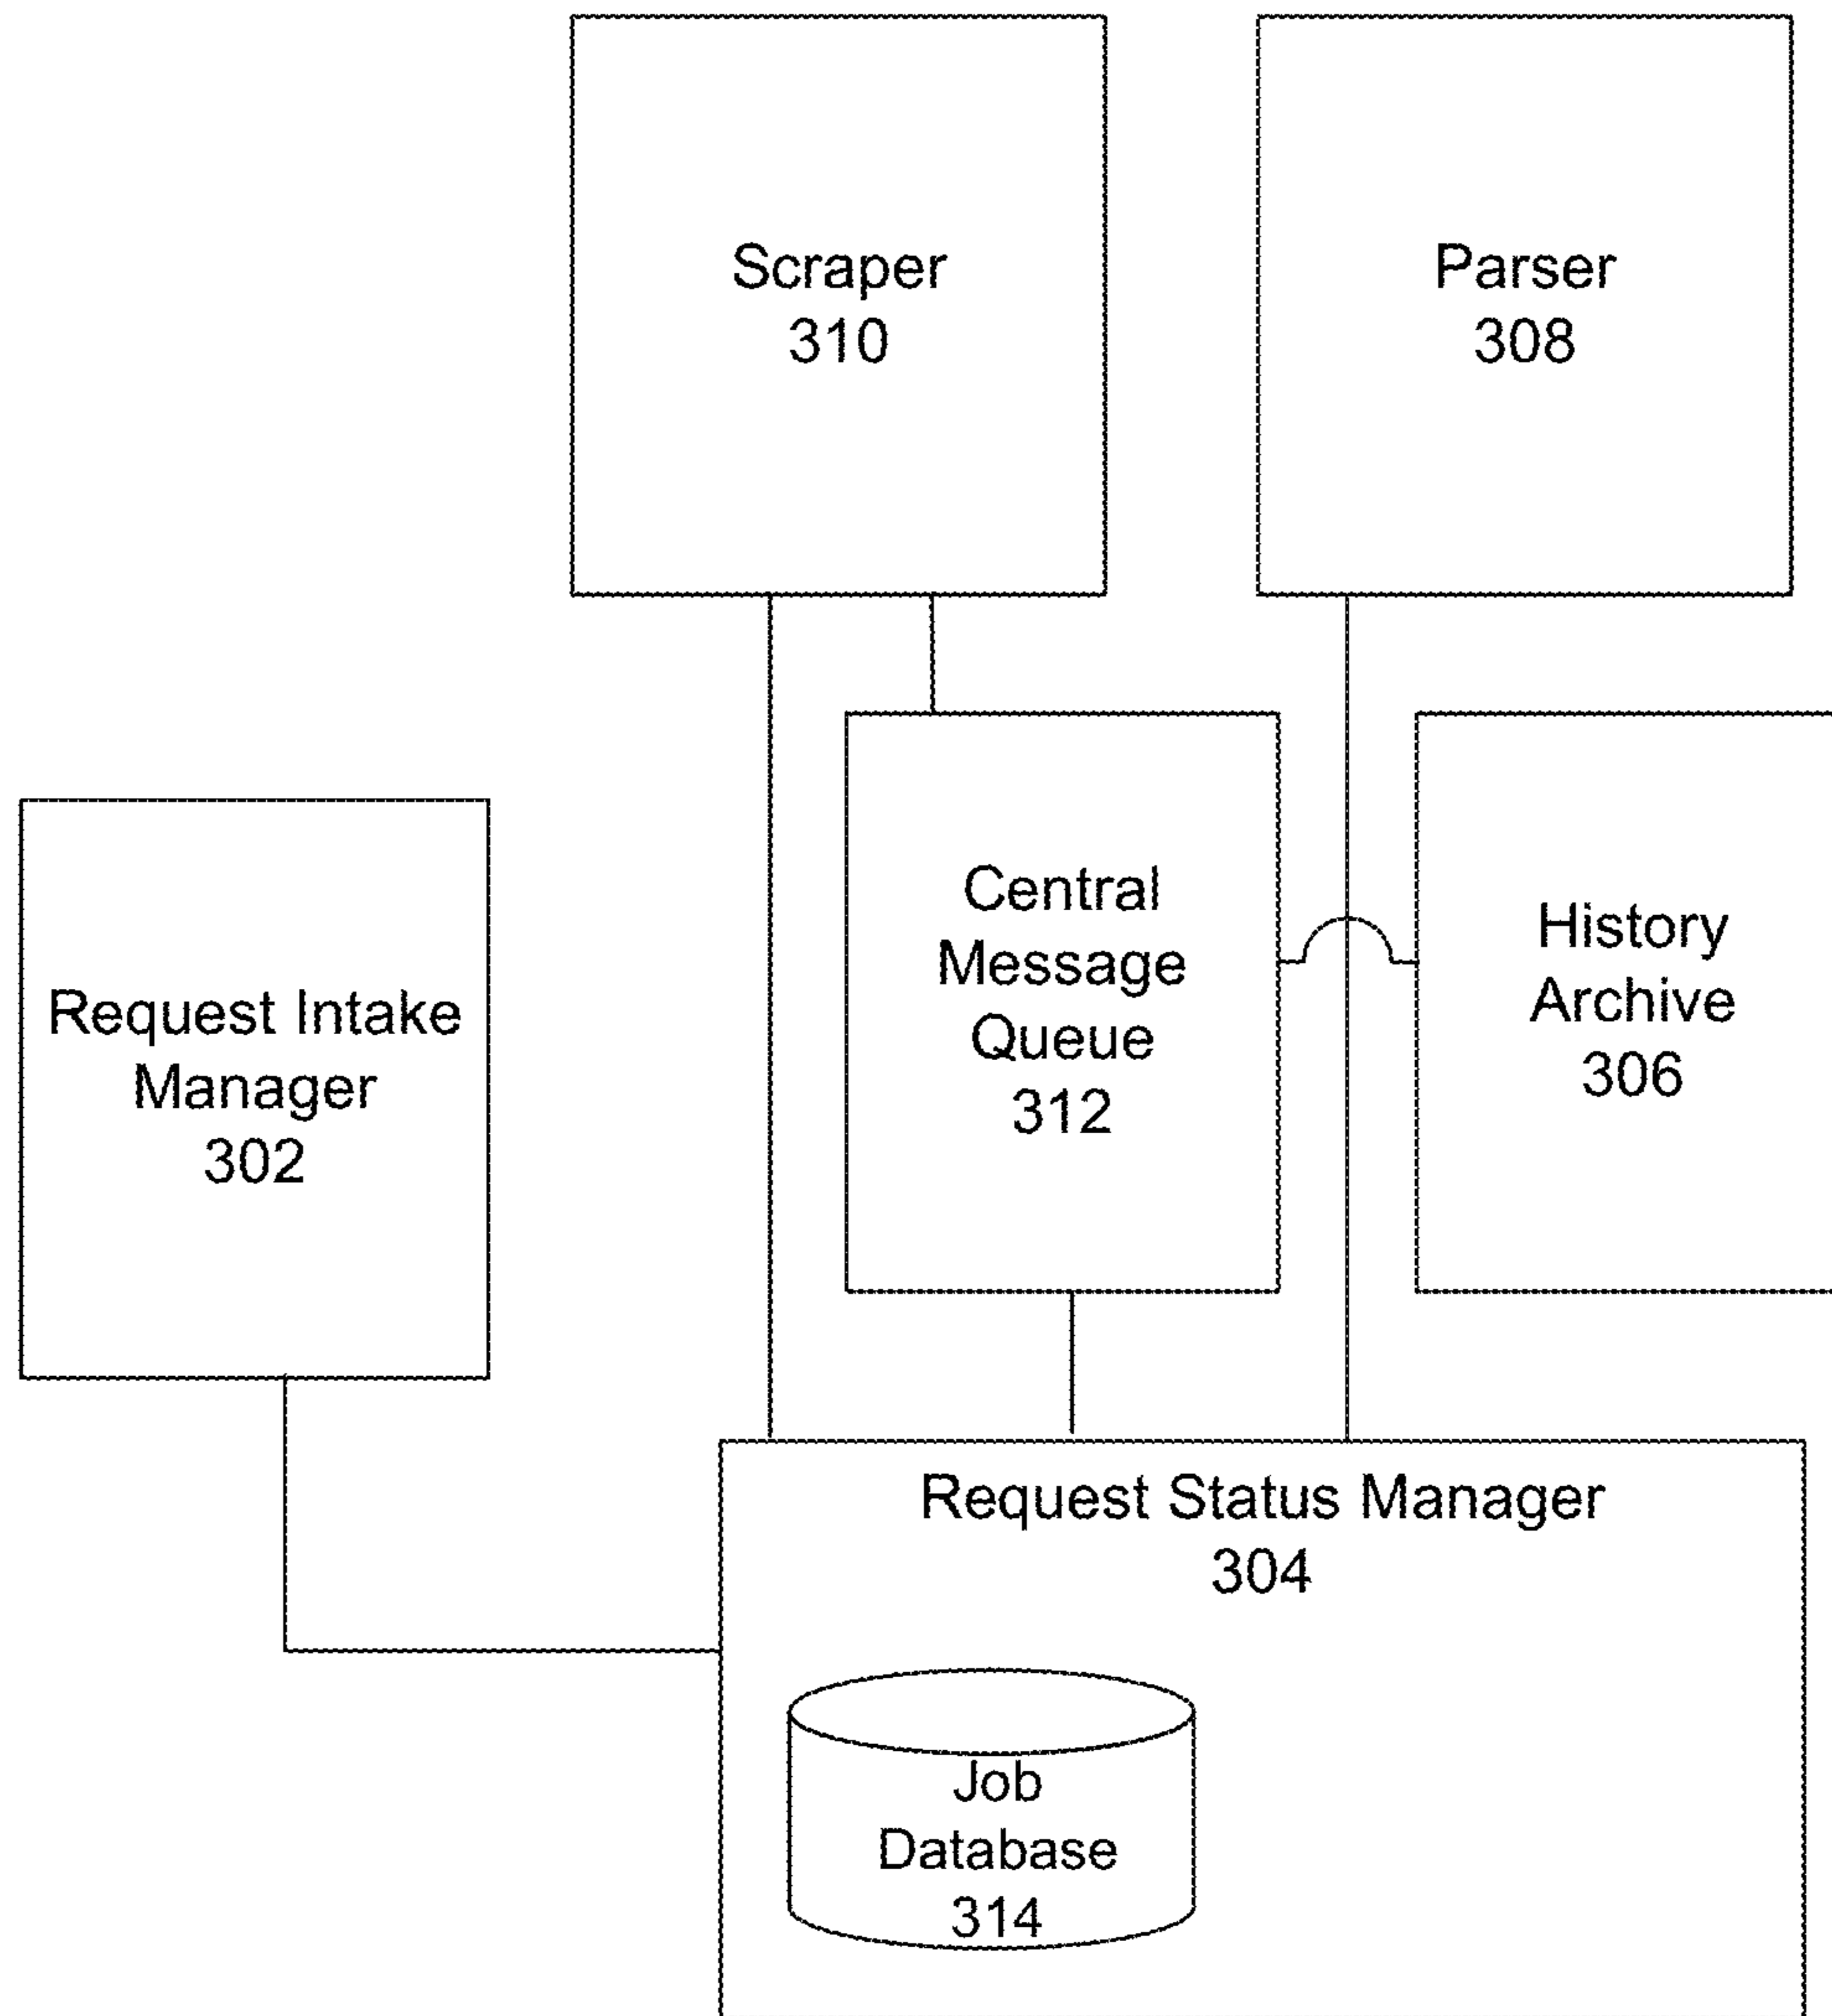 Scraper
310
Parser
308
Request Intake
Manager
302
Central
Message
Queue
312
History
Archive
306
Request Status Manager
304
Job
Database
314